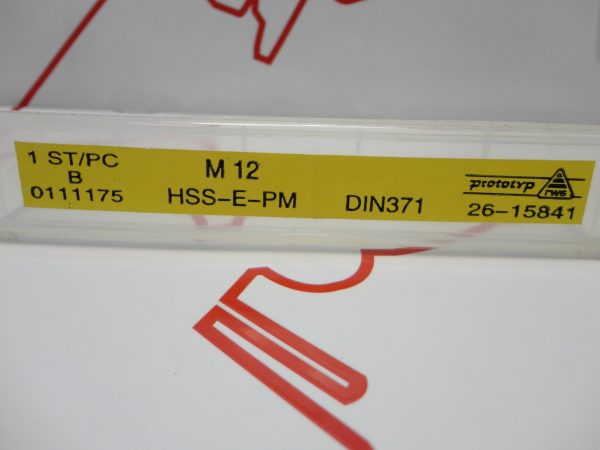 1 ST/PC
B
0111175
M 12
HSS-E-PM
DIN371
prototyp
rws
26-15841